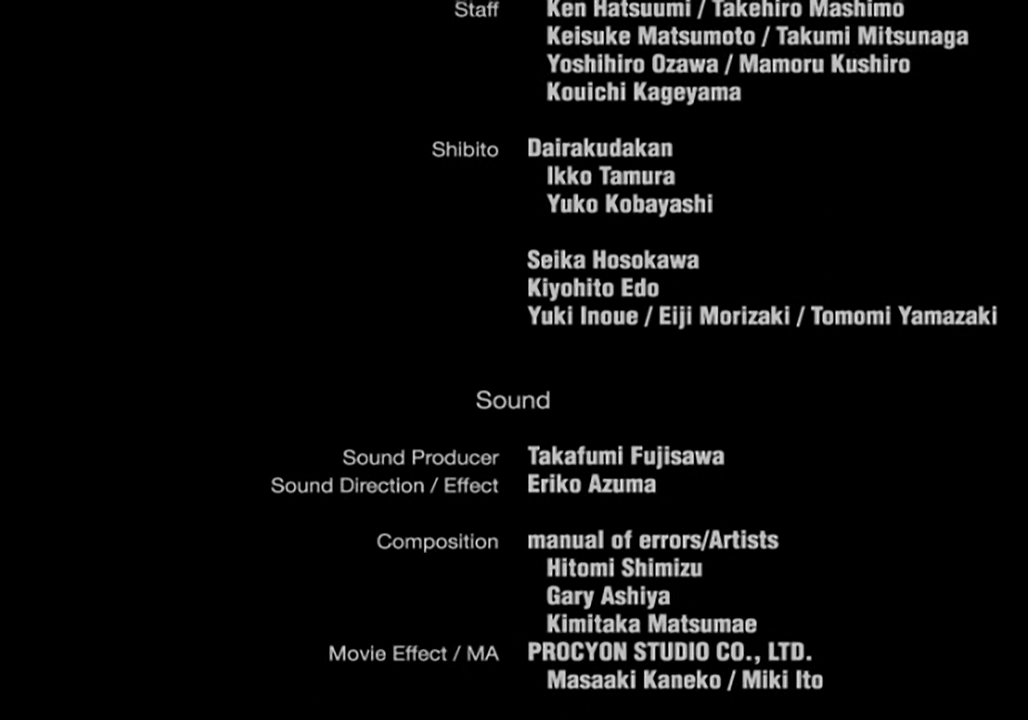 Staff Ken Hatsuumi / Takehiro Mashimo
Keisuke Matsumoto / Takumi Mitsunaga
Yoshihiro Ozawa / Mamoru Kushiro
Kouichi Kageyama
Shibito Dairakudakan
Ikko Tamura
Yuko Kobayashi
Seika Hosokawa
Kiyohito Edo
Yuki Inoue / Eiji Morizaki / Tomomi Yamazaki
Sound
Sound Producer Takafumi Fujisawa
Sound Direction / Effect Eriko Azuma
Composition manual of errors/Artists
Hitomi Shimizu
Gary Ashiya
Kimitaka Matsumae
Movie Effect / MA PROCYON STUDIO CO., LTD.
Masaaki Kaneko / Miki Ito